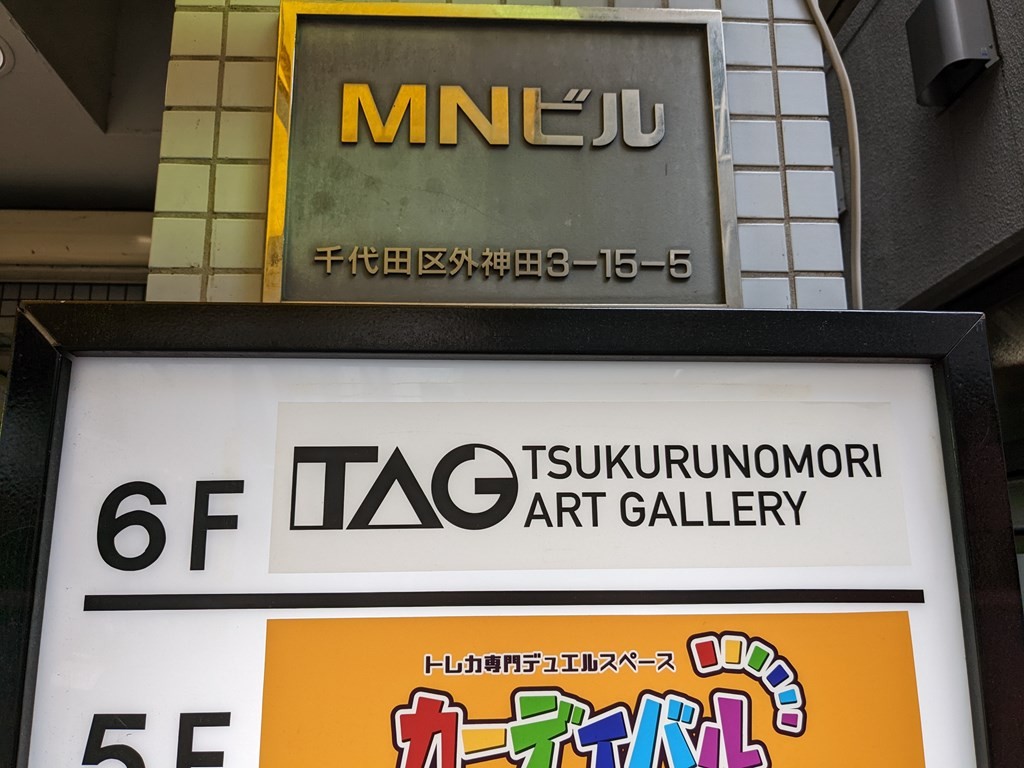 MNビル
千代田区外神田3-15-5
6F
TAG
TSUKURUNOMORI
ART GALLERY
5F
トレカ専門デュエルスペース
カーディバル